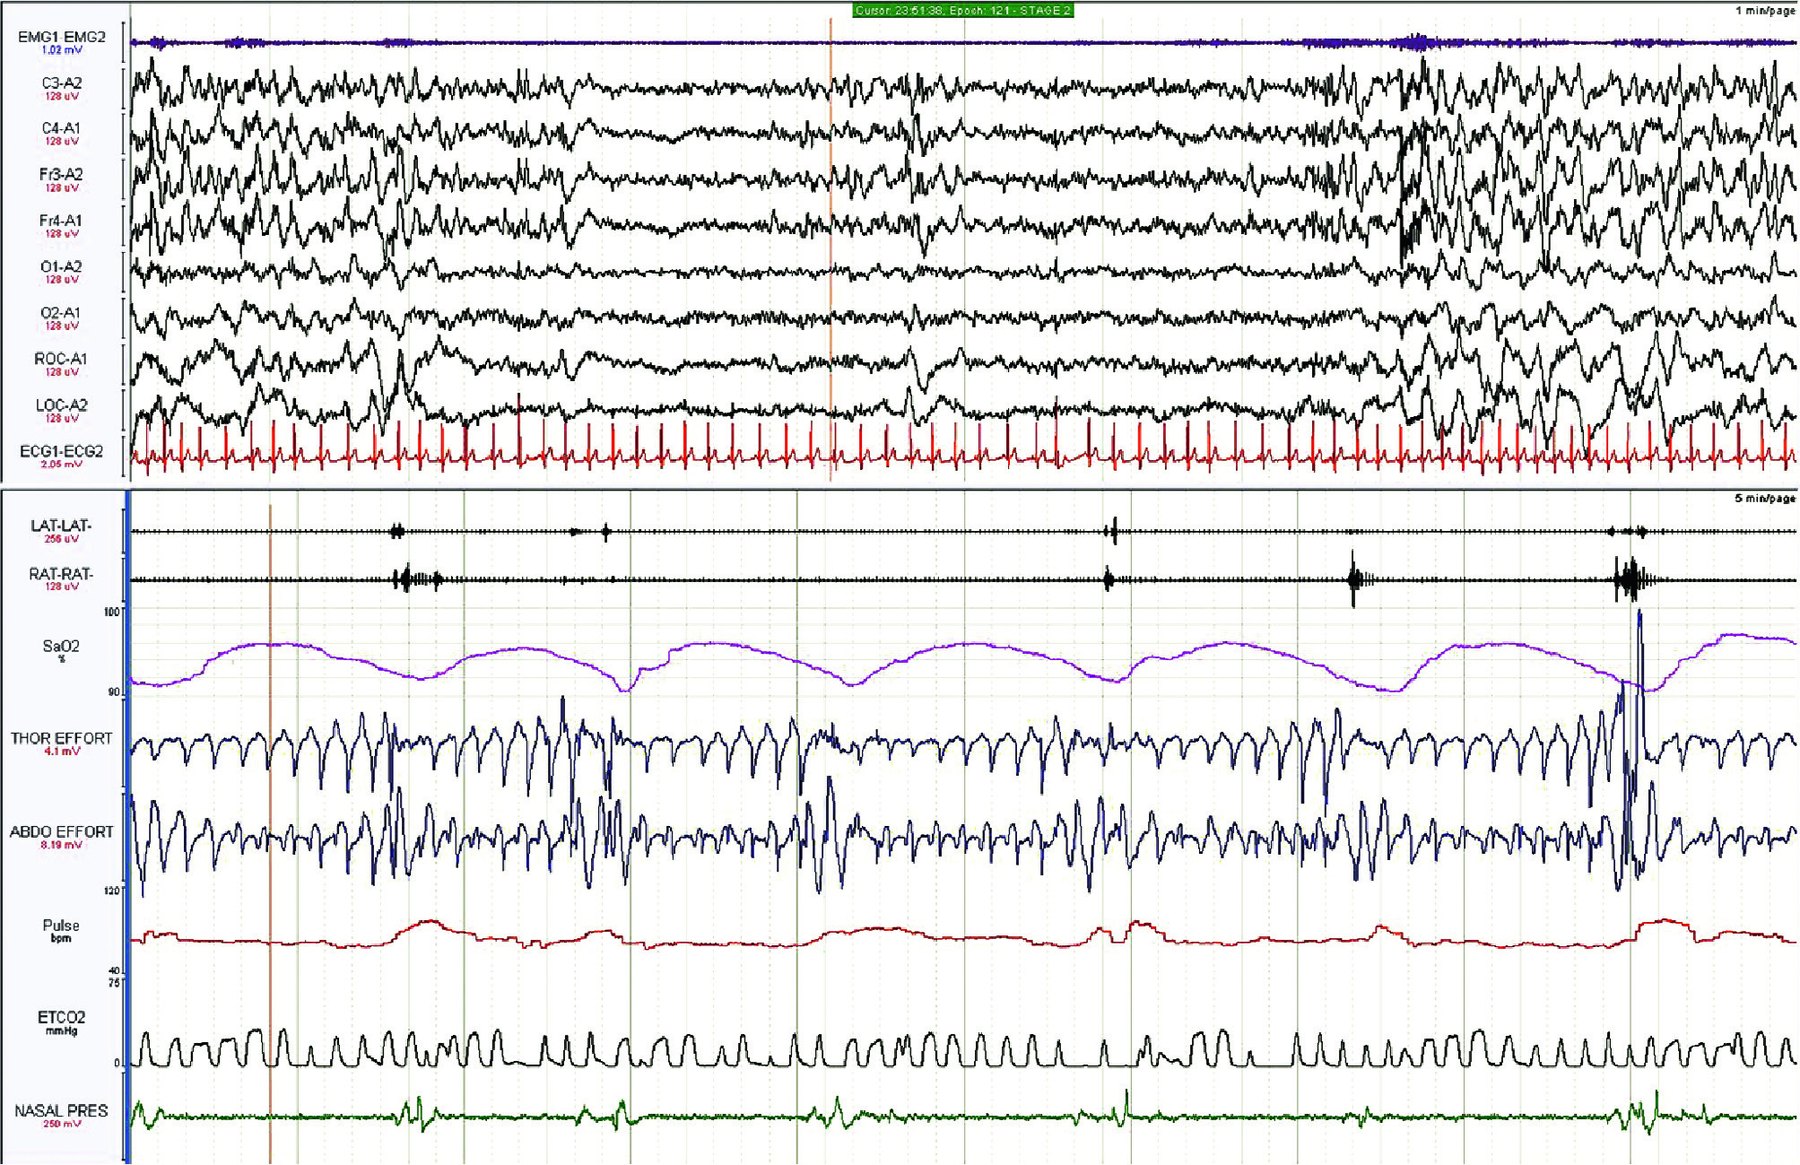 Cursor: 23:51:38, Epoch: 121 - STAGE 2
1 min/page
EMG1-EMG2
1.02 mV
C3-A2
128 uV
C4-A1
128 uV
Fr3-A2
128 uV
Fr4-A1
128 uV
O1-A2
128 uV
O2-A1
128 uV
ROC-A1
128 uV
LOC-A2
128 uV
ECG1-ECG2
2.05 mV
5 min/page
LAT-LAT-
256 uV
RAT-RAT-
128 uV
100
SaO2
%
90
THOR EFFORT
4.1 mV
ABDO EFFORT
8.19 mV
120
Pulse
bpm
40
75
ETCO2
mmHg
0
NASAL PRES
250 mV